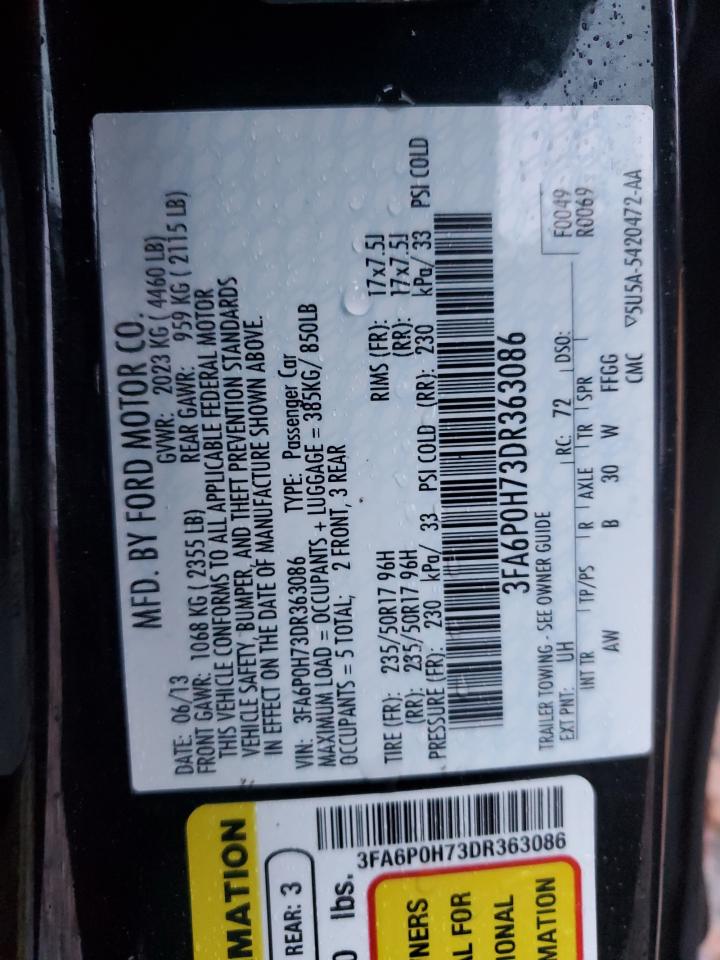 MFD. BY FORD MOTOR CO.
DATE: 06/13 GVWR: 2023 KG ( 4460 LB)
FRONT GAWR: 1068 KG ( 2355 LB) REAR GAWR: 959 KG ( 2115 LB)
THIS VEHICLE CONFORMS TO ALL APPLICABLE FEDERAL MOTOR
VEHICLE SAFETY, BUMPER, AND THEFT PREVENTION STANDARDS
IN EFFECT ON THE DATE OF MANUFACTURE SHOWN ABOVE.
VIN: 3FA6P0H73DR363086 TYPE: Passenger Car
MAXIMUM LOAD = OCCUPANTS + LUGGAGE = 385KG/ 850LB
OCCUPANTS = 5 TOTAL; 2 FRONT, 3 REAR
TIRE (FR): 235/50R17 96H RIMS (FR): 17x7.5J
(RR): 235/50R17 96H (RR): 17x7.5J
PRESSURE (FR): 230 kPa/ 33 PSI COLD (RR): 230 kPa/ 33 PSI COLD
3FA6P0H73DR363086
F0049
R0069
TRAILER TOWING - SEE OWNER GUIDE
EXT PNT: UH RC: 72 DSO:
INT TR TP/PS R AXLE TR SPR
AW B 30 W FFGG
CMC ▽5U5A-5420472-AA
MATION
REAR: 3
lbs.
3FA6P0H73DR363086
NERS
L FOR
IONAL
MATION